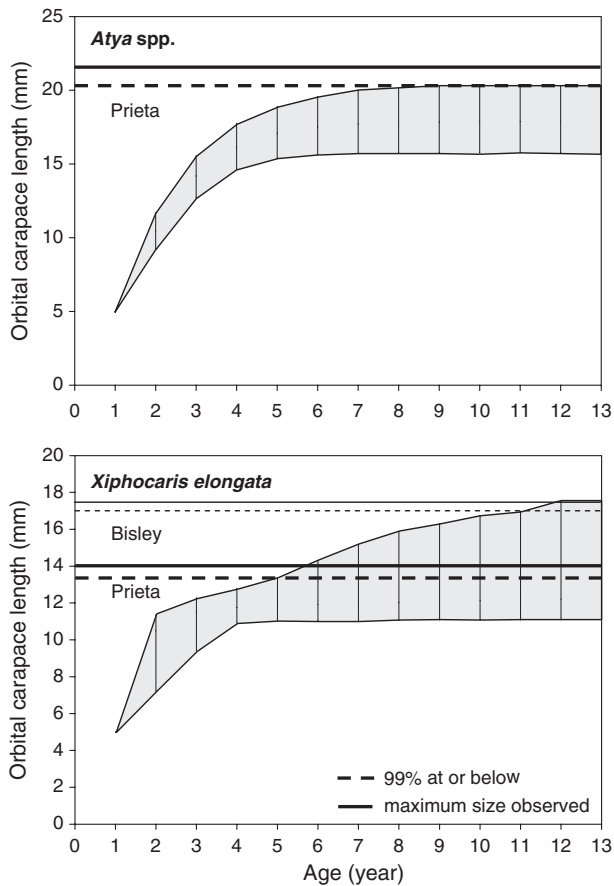 25
20
15
10
5
0
Orbital carapace length (mm)
Atya spp.
Prieta
0 1 2 3 4 5 6 7 8 9 10 11 12 13
20
18
16
14
12
10
8
6
4
2
0
Orbital carapace length (mm)
Xiphocaris elongata
Bisley
Prieta
99% at or below
maximum size observed
0 1 2 3 4 5 6 7 8 9 10 11 12 13
Age (year)